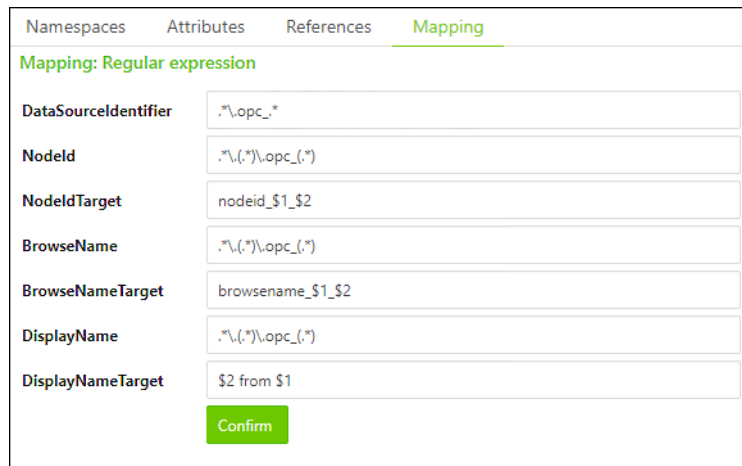 Namespaces Attributes References Mapping
Mapping: Regular expression
DataSourceIdentifier .*\.opc_.*
NodeId .*\.(.*)\.opc_(.*)
NodeIdTarget nodeid_$1_$2
BrowseName .*\.(.*)\.opc_(.*)
BrowseNameTarget browsename_$1_$2
DisplayName .*\.(.*)\.opc_(.*)
DisplayNameTarget $2 from $1
Confirm